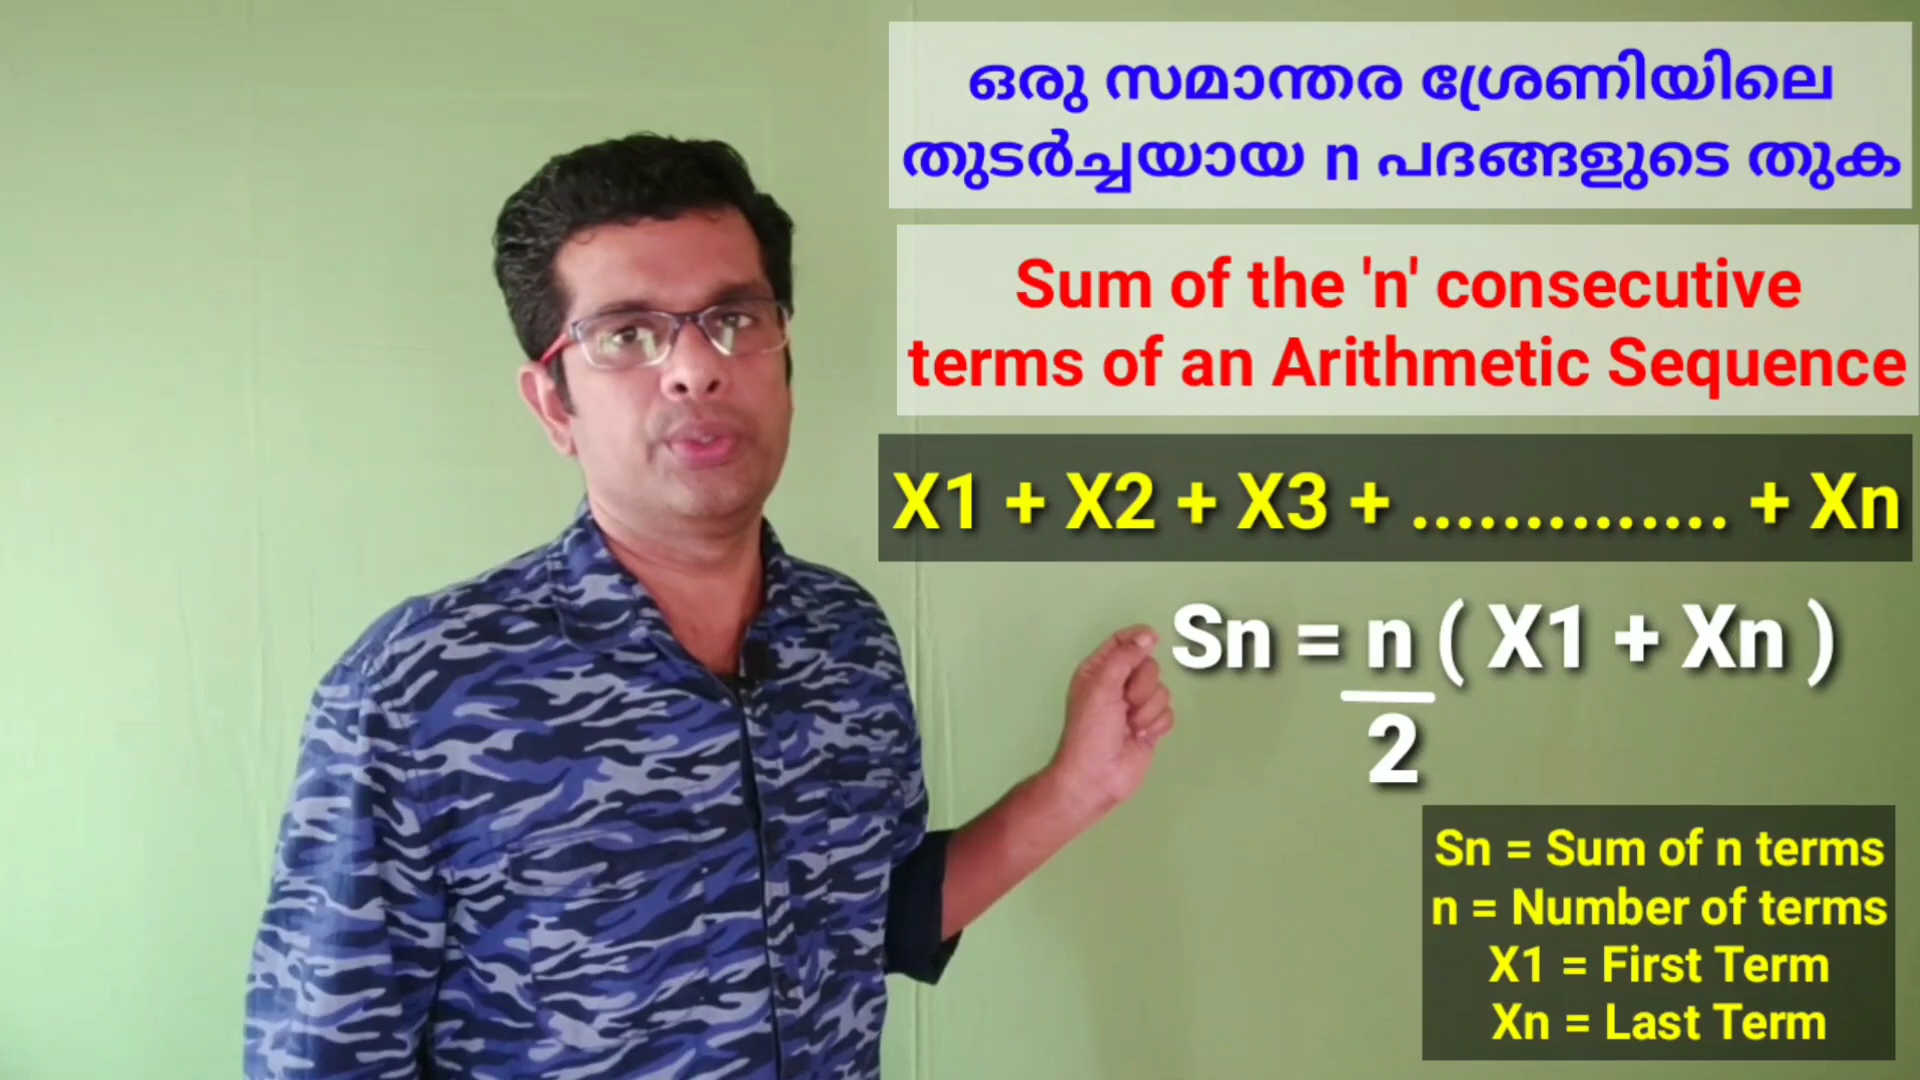 ഒരു സമാന്തര ശ്രേണിയിലെ
തുടർച്ചയായ n പദങ്ങളുടെ തുക
Sum of the 'n' consecutive
terms of an Arithmetic Sequence
X1 + X2 + X3 + .............. + Xn
Sn = n ( X1 + Xn )
2
Sn = Sum of n terms
n = Number of terms
X1 = First Term
Xn = Last Term